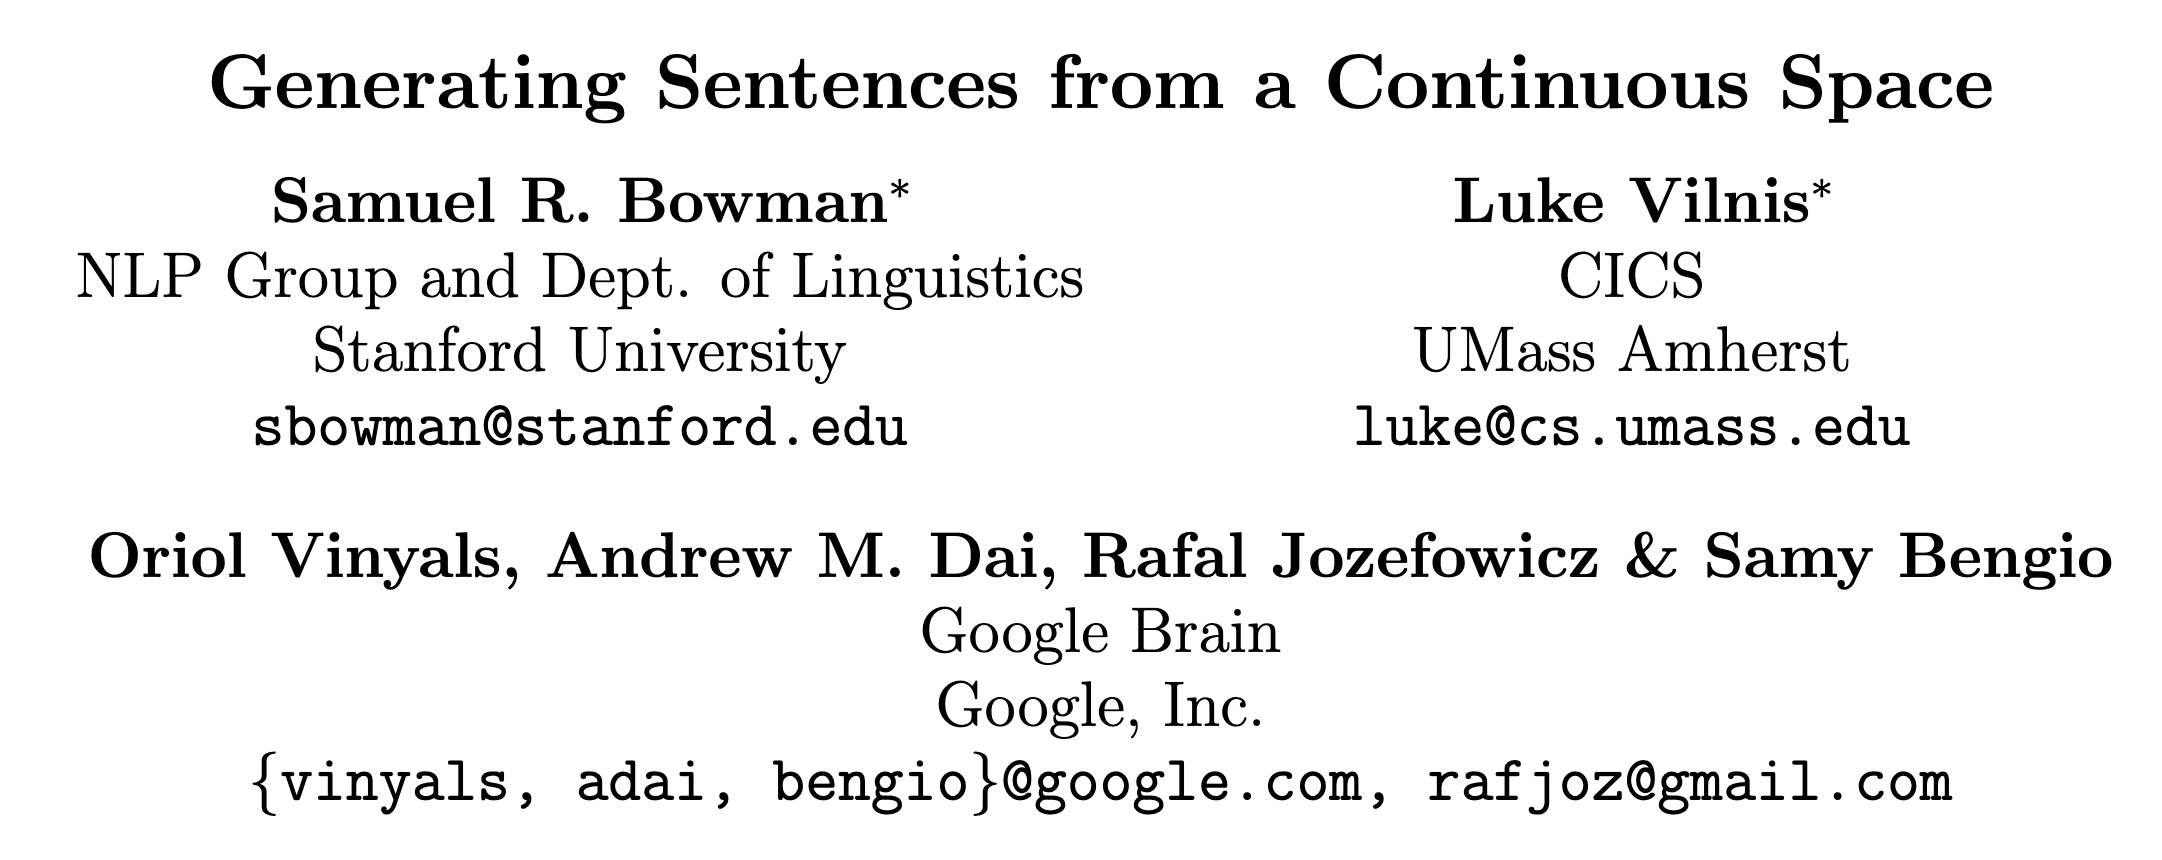 Generating Sentences from a Continuous Space
Samuel R. Bowman*
NLP Group and Dept. of Linguistics
Stanford University
sbowman@stanford.edu
Luke Vilnis*
CICS
UMass Amherst
luke@cs.umass.edu
Oriol Vinyals, Andrew M. Dai, Rafal Jozefowicz & Samy Bengio
Google Brain
Google, Inc.
{vinyals, adai, bengio}@google.com, rafjoz@gmail.com